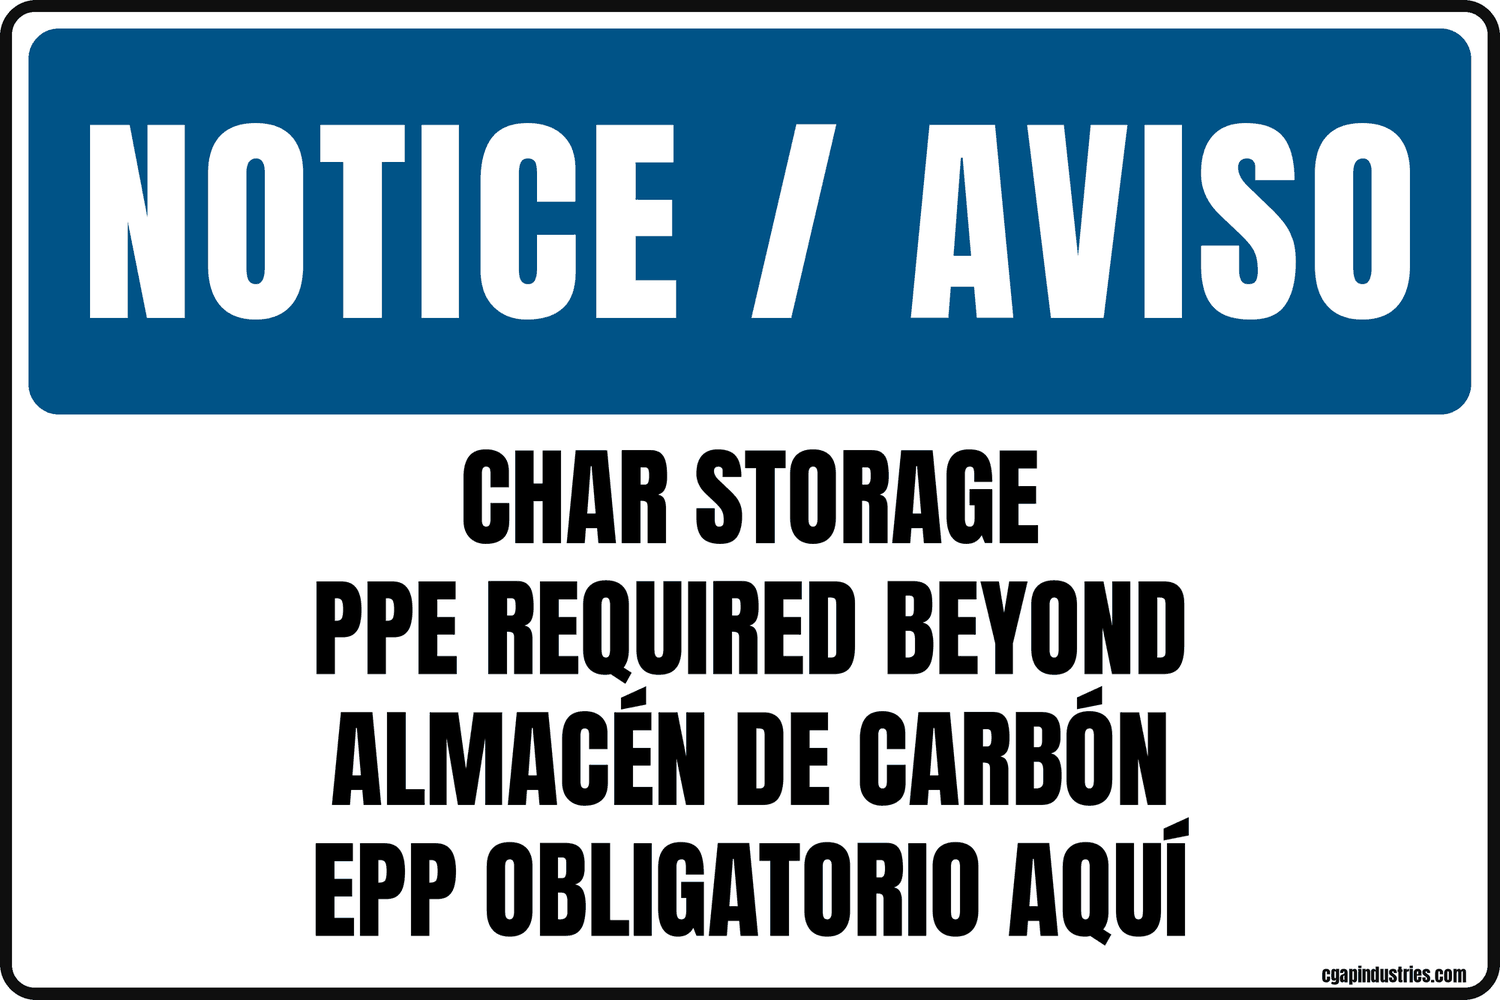 NOTICE / AVISO
CHAR STORAGE
PPE REQUIRED BEYOND
ALMACÉN DE CARBÓN
EPP OBLIGATORIO AQUÍ
cgapindustries.com